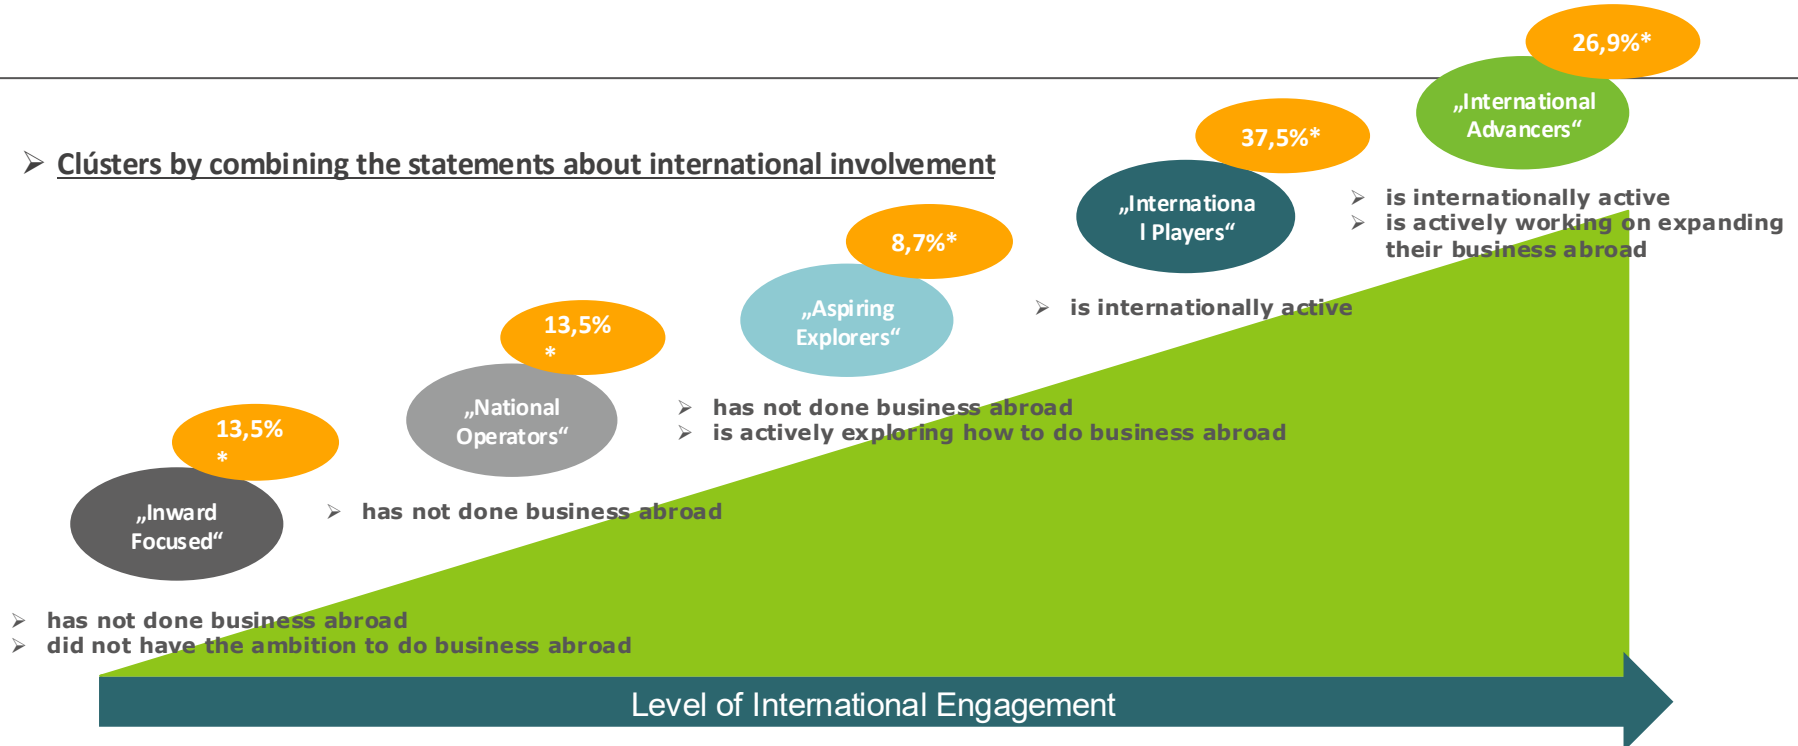 ➢ Clústers by combining the statements about international involvement
26,9%*
„International
Advancers“
➢ is internationally active
➢ is actively working on expanding
their business abroad
37,5%*
„Internationa
l Players“
➢ is internationally active
8,7%*
„Aspiring
Explorers“
➢ has not done business abroad
➢ is actively exploring how to do business abroad
13,5%
*
„National
Operators“
➢ has not done business abroad
13,5%
*
„Inward
Focused“
➢ has not done business abroad
➢ did not have the ambition to do business abroad
Level of International Engagement